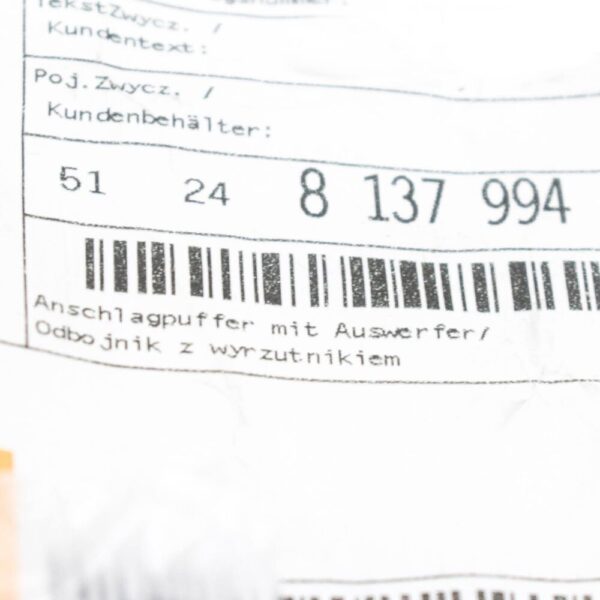 TekstZwycz. /
Kundentext:
Poj.Zwycz. /
Kundenbehälter:
51 24 8 137 994
Anschlagpuffer mit Auswerfer/
Odbojnik z wyrzutnikiem